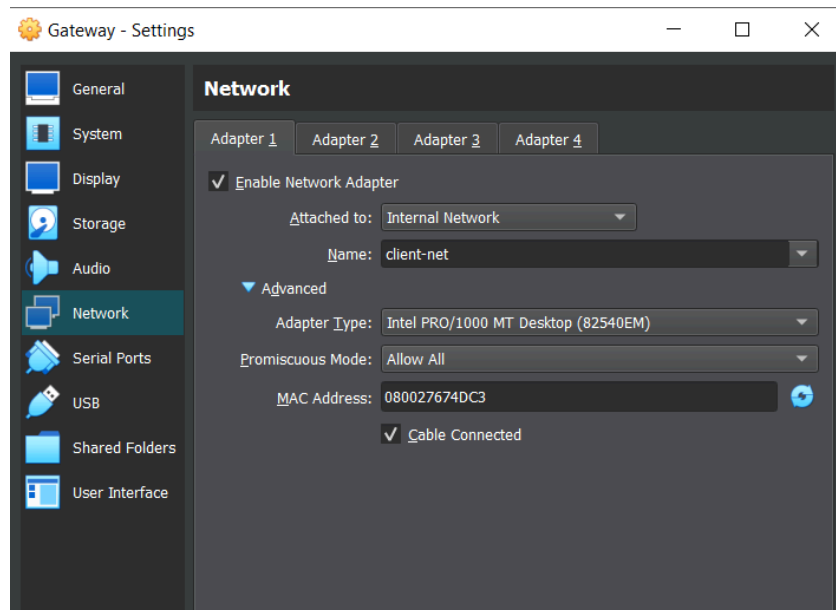 Gateway - Settings
General
System
Display
Storage
Audio
Network
Serial Ports
USB
Shared Folders
User Interface
Network
Adapter 1
Adapter 2
Adapter 3
Adapter 4
Enable Network Adapter
Attached to: Internal Network
Name: client-net
Advanced
Adapter Type: Intel PRO/1000 MT Desktop (82540EM)
Promiscuous Mode: Allow All
MAC Address: 080027674DC3
Cable Connected